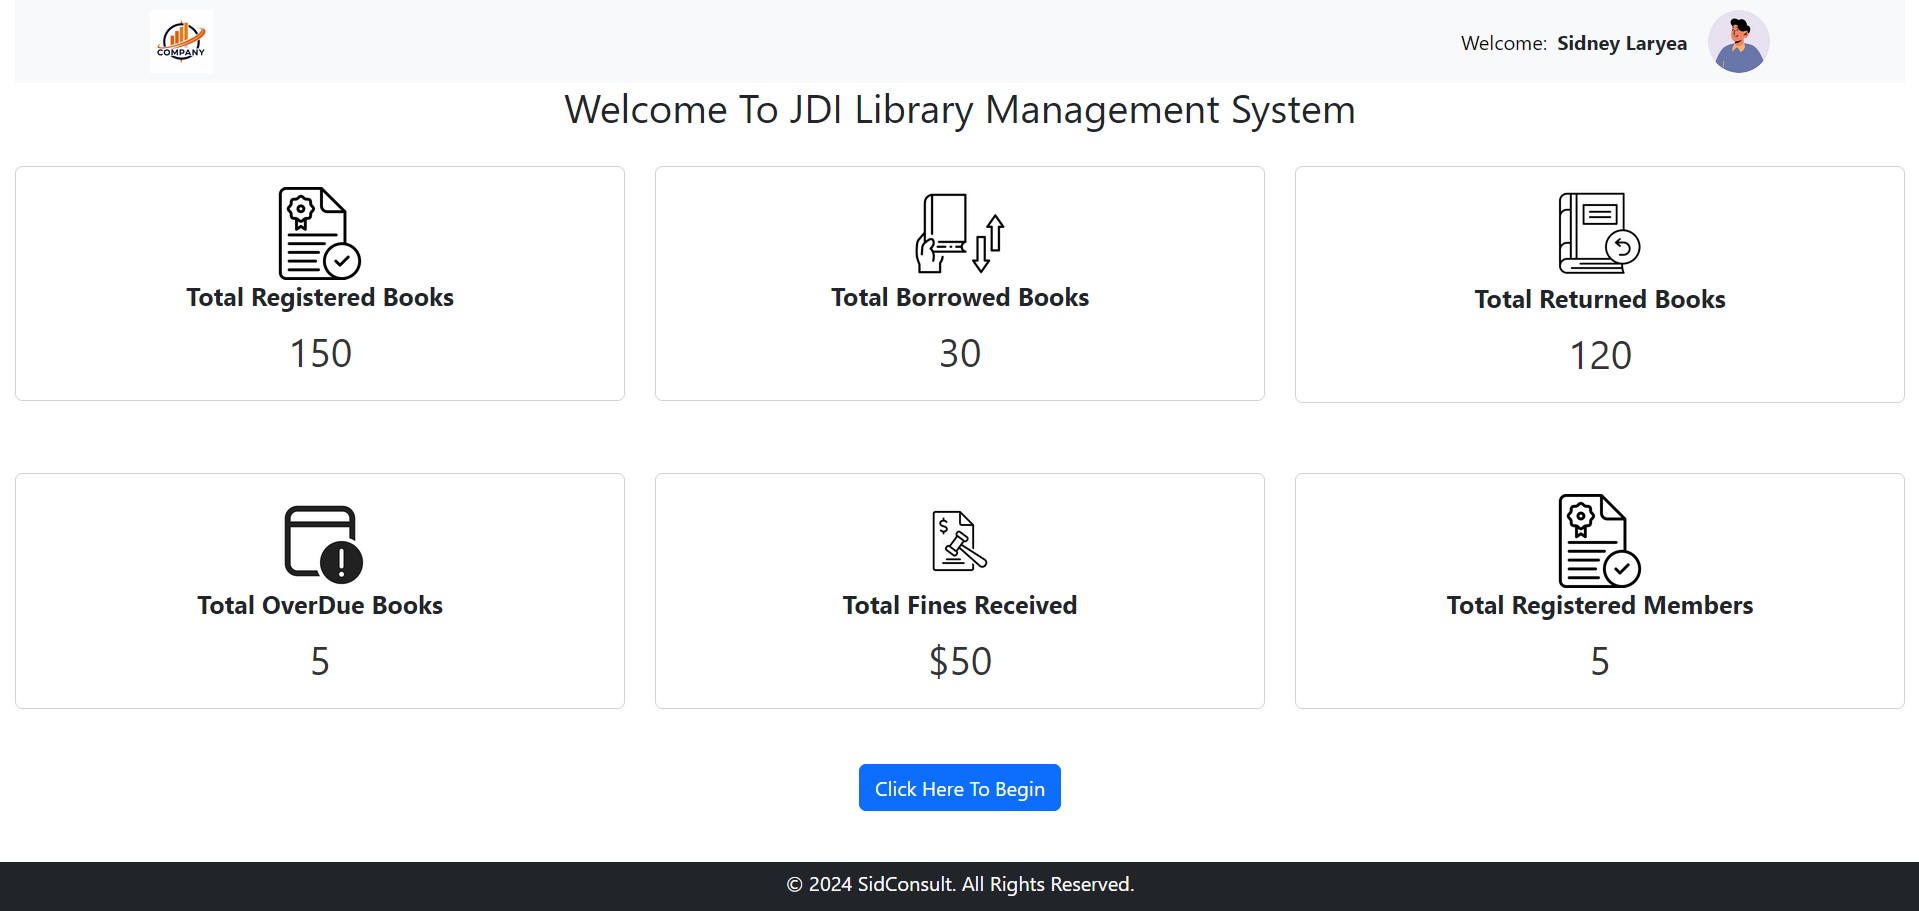 COMPANY
Welcome: Sidney Laryea
Welcome To JDI Library Management System
Total Registered Books
150
Total Borrowed Books
30
Total Returned Books
120
Total OverDue Books
5
$
Total Fines Received
$50
Total Registered Members
5
Click Here To Begin
© 2024 SidConsult. All Rights Reserved.